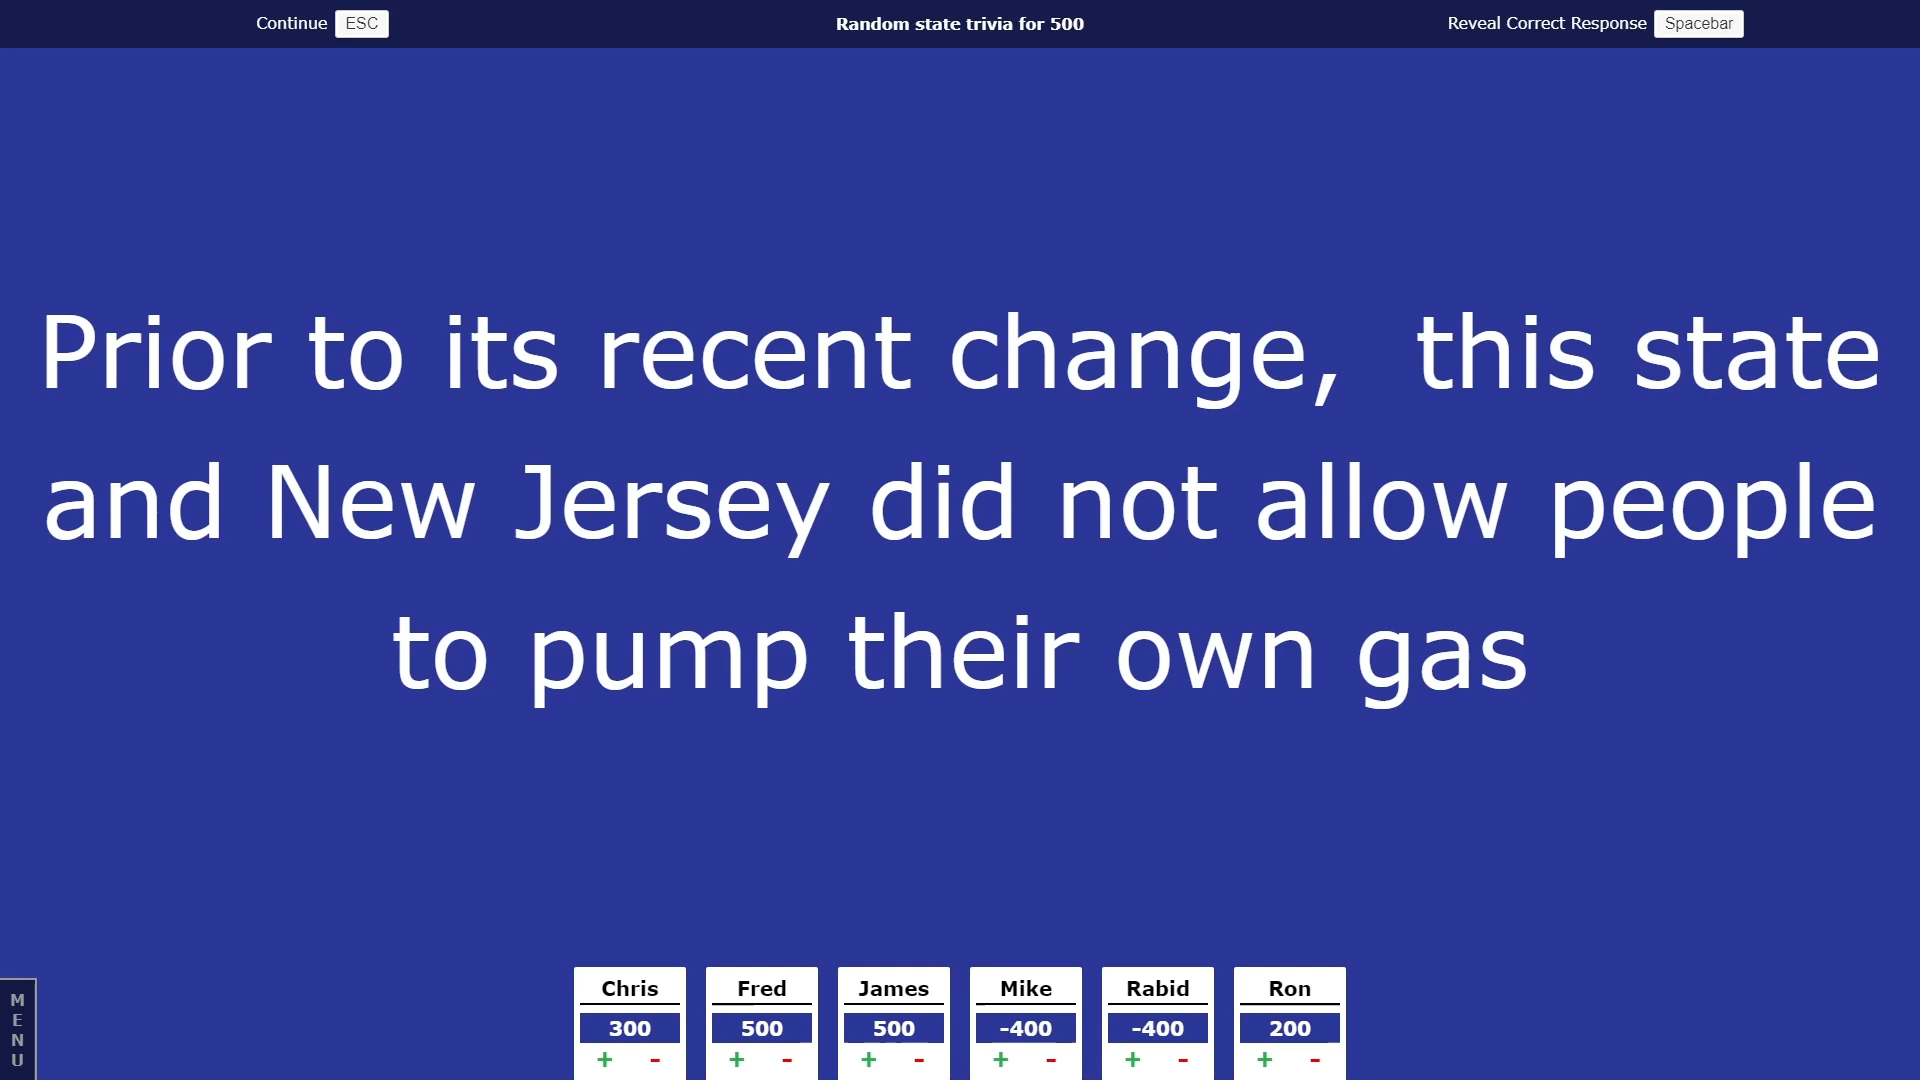 Continue ESC
Random state trivia for 500
Reveal Correct Response Spacebar
Prior to its recent change,  this state
and New Jersey did not allow people
to pump their own gas
MENU
Chris Fred James Mike Rabid Ron
300 500 500 -400 -400 200
+ - + - + - + - + - + -